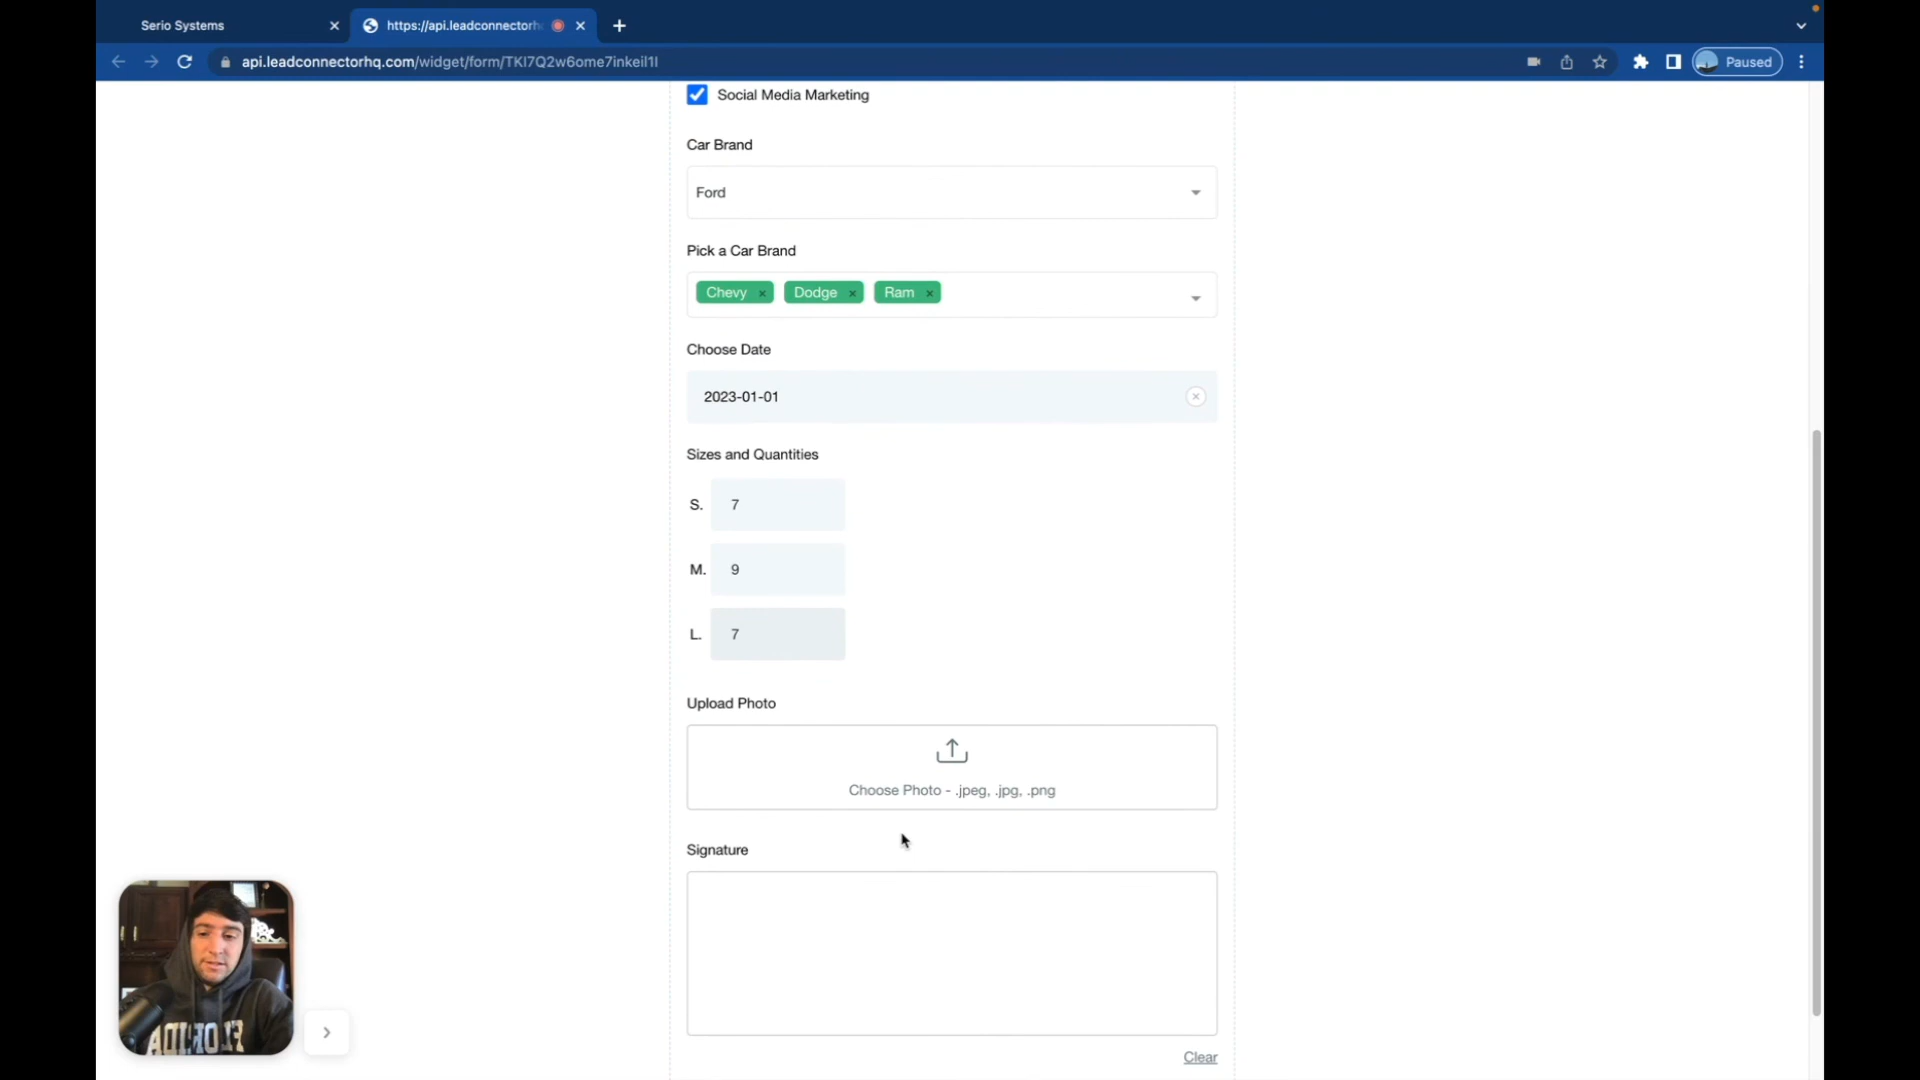 Serio Systems
https://api.leadconnectorh
api.leadconnectorhq.com/widget/form/TKI7Q2w6ome7inkeil1I
Paused
Social Media Marketing
Car Brand
Ford
Pick a Car Brand
Chevy × Dodge × Ram ×
Choose Date
2023-01-01
Sizes and Quantities
S. 7
M. 9
L. 7
Upload Photo
Choose Photo - .jpeg, .jpg, .png
Signature
Clear